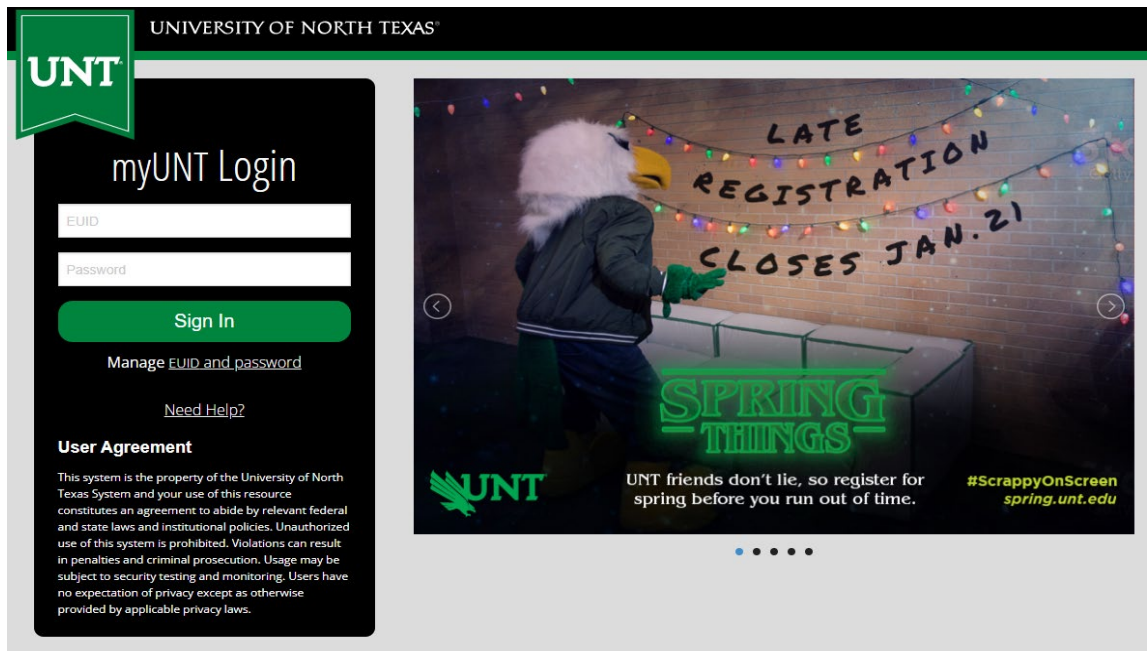 UNIVERSITY OF NORTH TEXAS®
UNT
myUNT Login
EUID
Password
Sign In
Manage EUID and password
Need Help?
User Agreement
This system is the property of the University of North
Texas System and your use of this resource
constitutes an agreement to abide by relevant federal
and state laws and institutional policies. Unauthorized
use of this system is prohibited. Violations can result
in penalties and criminal prosecution. Usage may be
subject to security testing and monitoring. Users have
no expectation of privacy except as otherwise
provided by applicable privacy laws.
LATE
REGISTRATION
CLOSES JAN. 21
SPRING
THINGS
UNT
UNT friends don't lie, so register for
spring before you run out of time.
#ScrappyOnScreen
spring.unt.edu